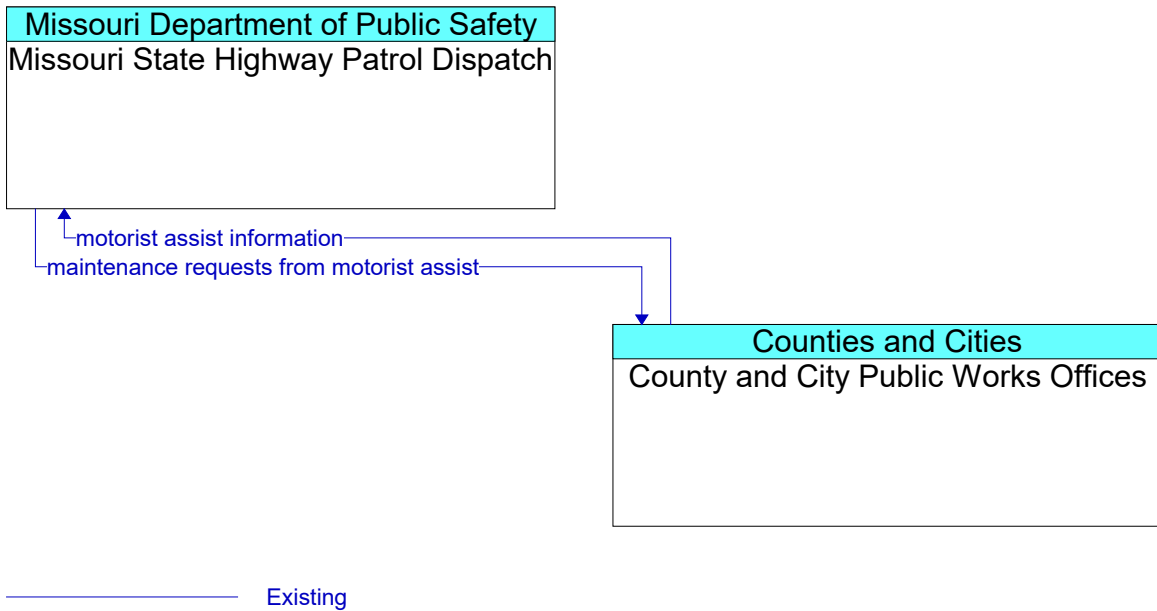 Missouri Department of Public Safety
Missouri State Highway Patrol Dispatch
motorist assist information
maintenance requests from motorist assist
Counties and Cities
County and City Public Works Offices
Existing